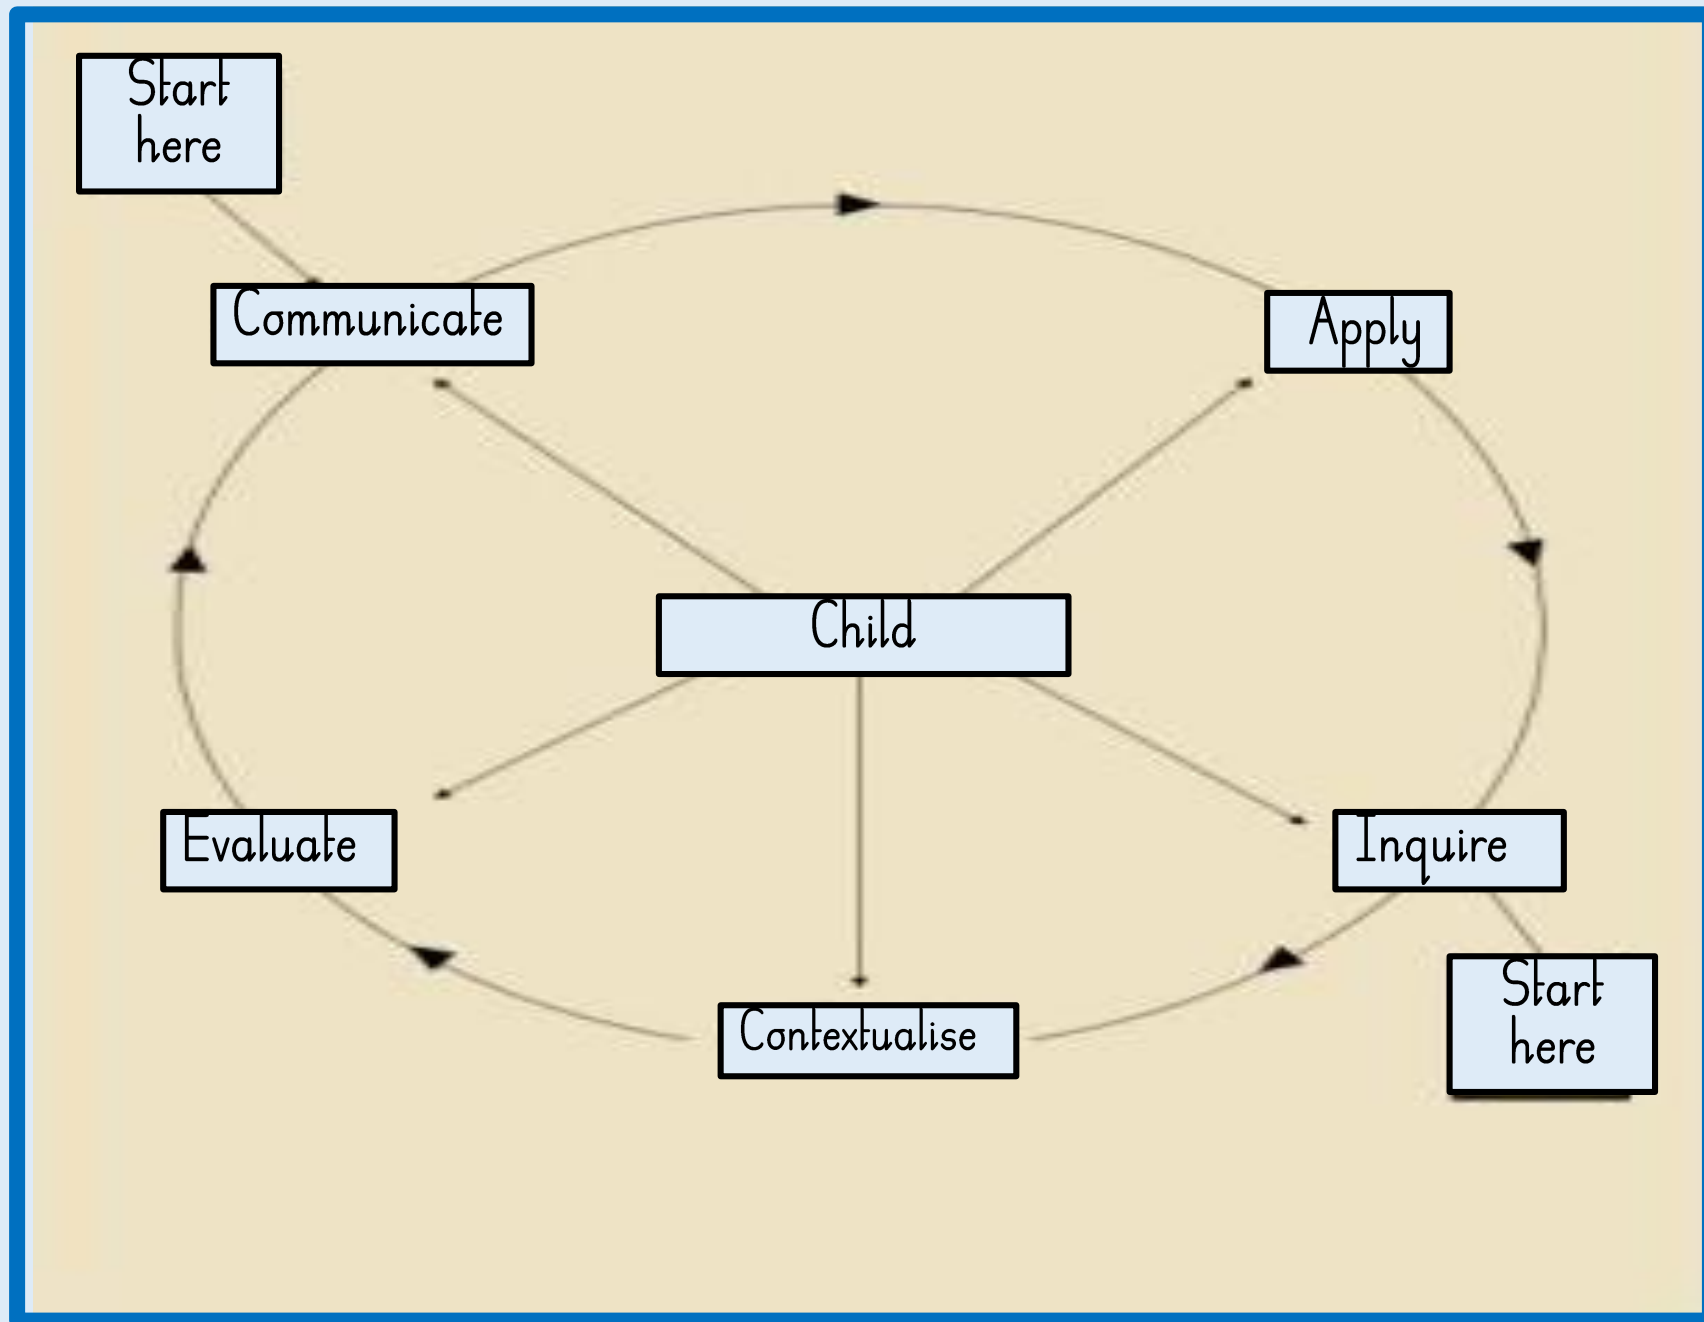 Start
here
Communicate
Apply
Child
Evaluate
Inquire
Contextualise
Start
here